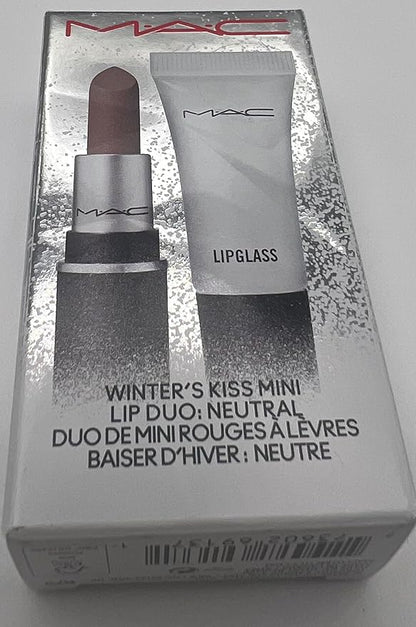 MAC
MAC
MAC
LIPGLASS
WINTER'S KISS MINI
LIP DUO: NEUTRAL
DUO DE MINI ROUGES À LÈVRES
BAISER D'HIVER : NEUTRE